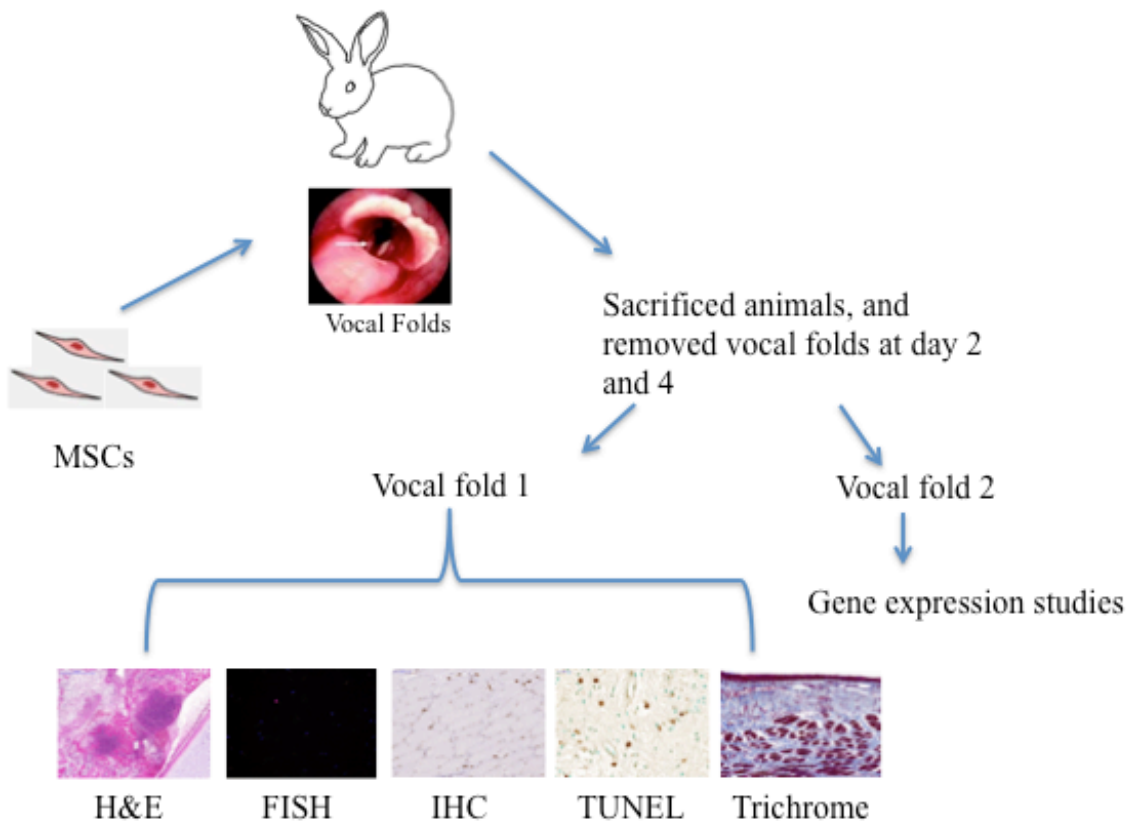 Vocal Folds
MSCs
Sacrificed animals, and
removed vocal folds at day 2
and 4
Vocal fold 1
Vocal fold 2
Gene expression studies
H&E
FISH
IHC
TUNEL
Trichrome